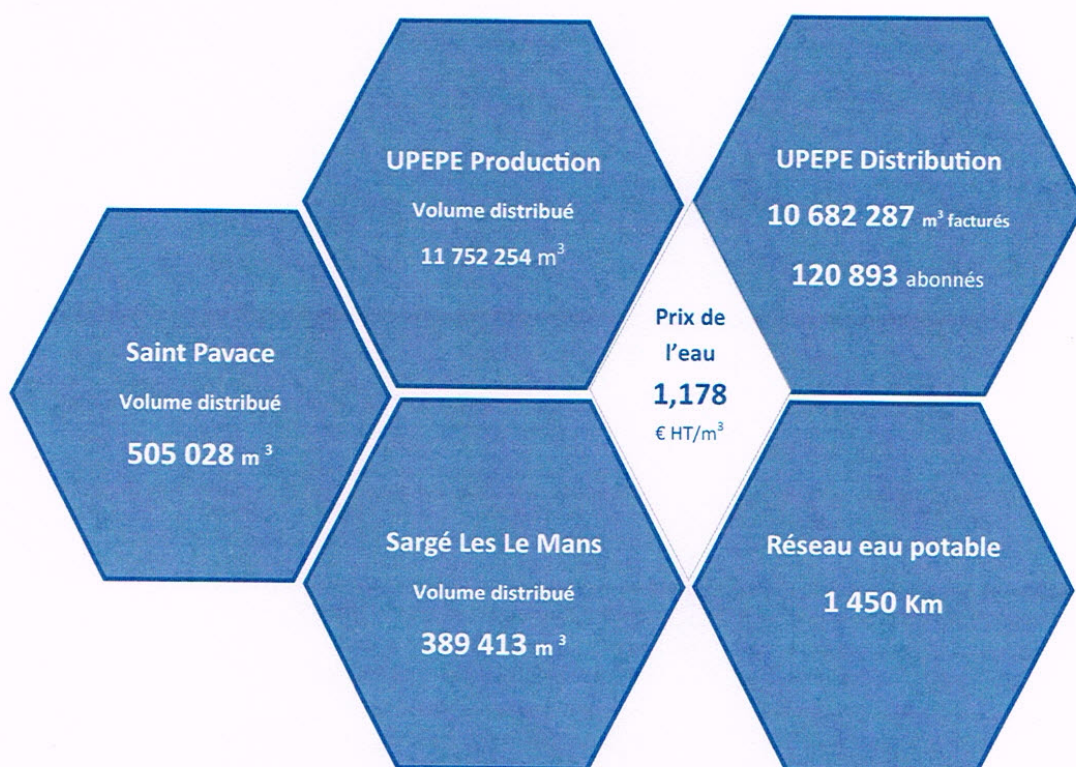 UPEPE Production
Volume distribué
11 752 254 m³
UPEPE Distribution
10 682 287 m³ facturés
120 893 abonnés
Saint Pavace
Volume distribué
505 028 m³
Prix de
l'eau
1,178
€ HT/m³
Sargé Les Le Mans
Volume distribué
389 413 m³
Réseau eau potable
1 450 Km